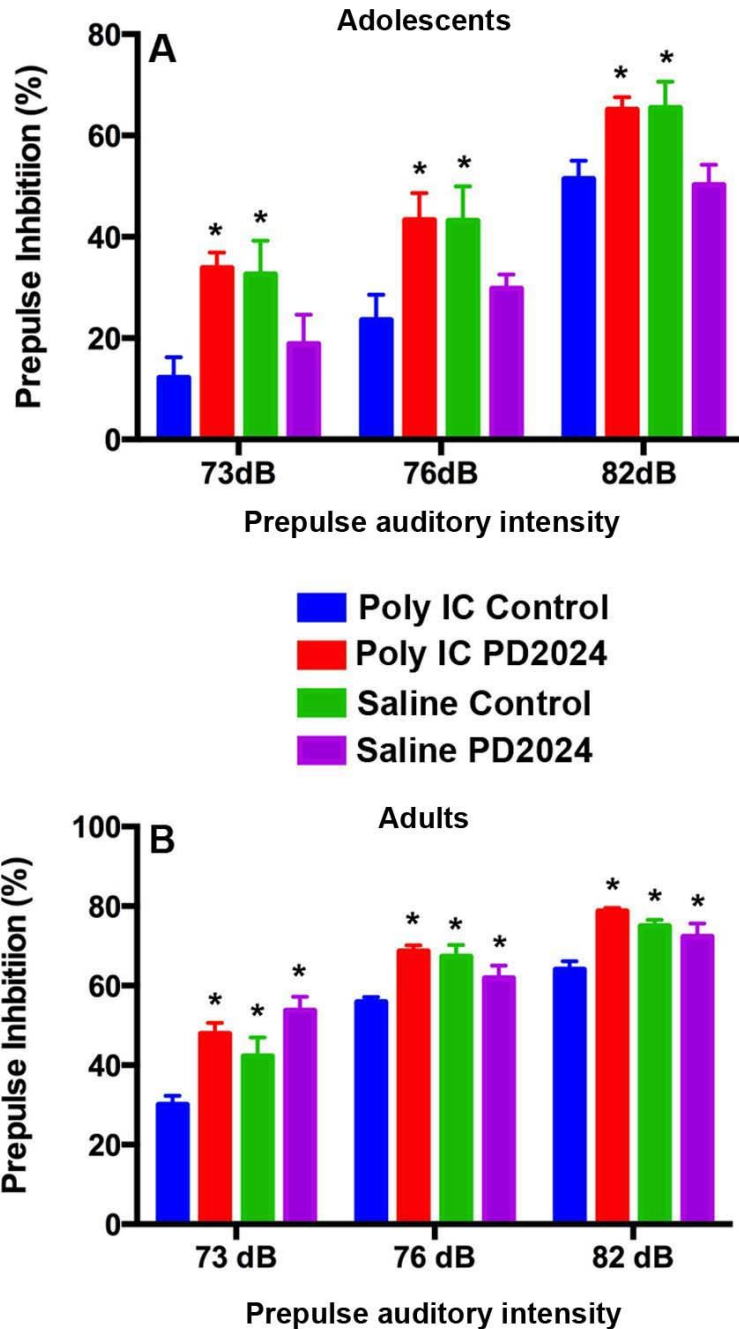 Adolescents
A
Prepulse Inhbitiion (%)
80
60
40
20
0
* * * * * *
73dB 76dB 82dB
Prepulse auditory intensity
Poly IC Control
Poly IC PD2024
Saline Control
Saline PD2024
Adults
B
Prepulse Inhbitiion (%)
100
80
60
40
20
0
* * * * * * * * *
73 dB 76 dB 82 dB
Prepulse auditory intensity